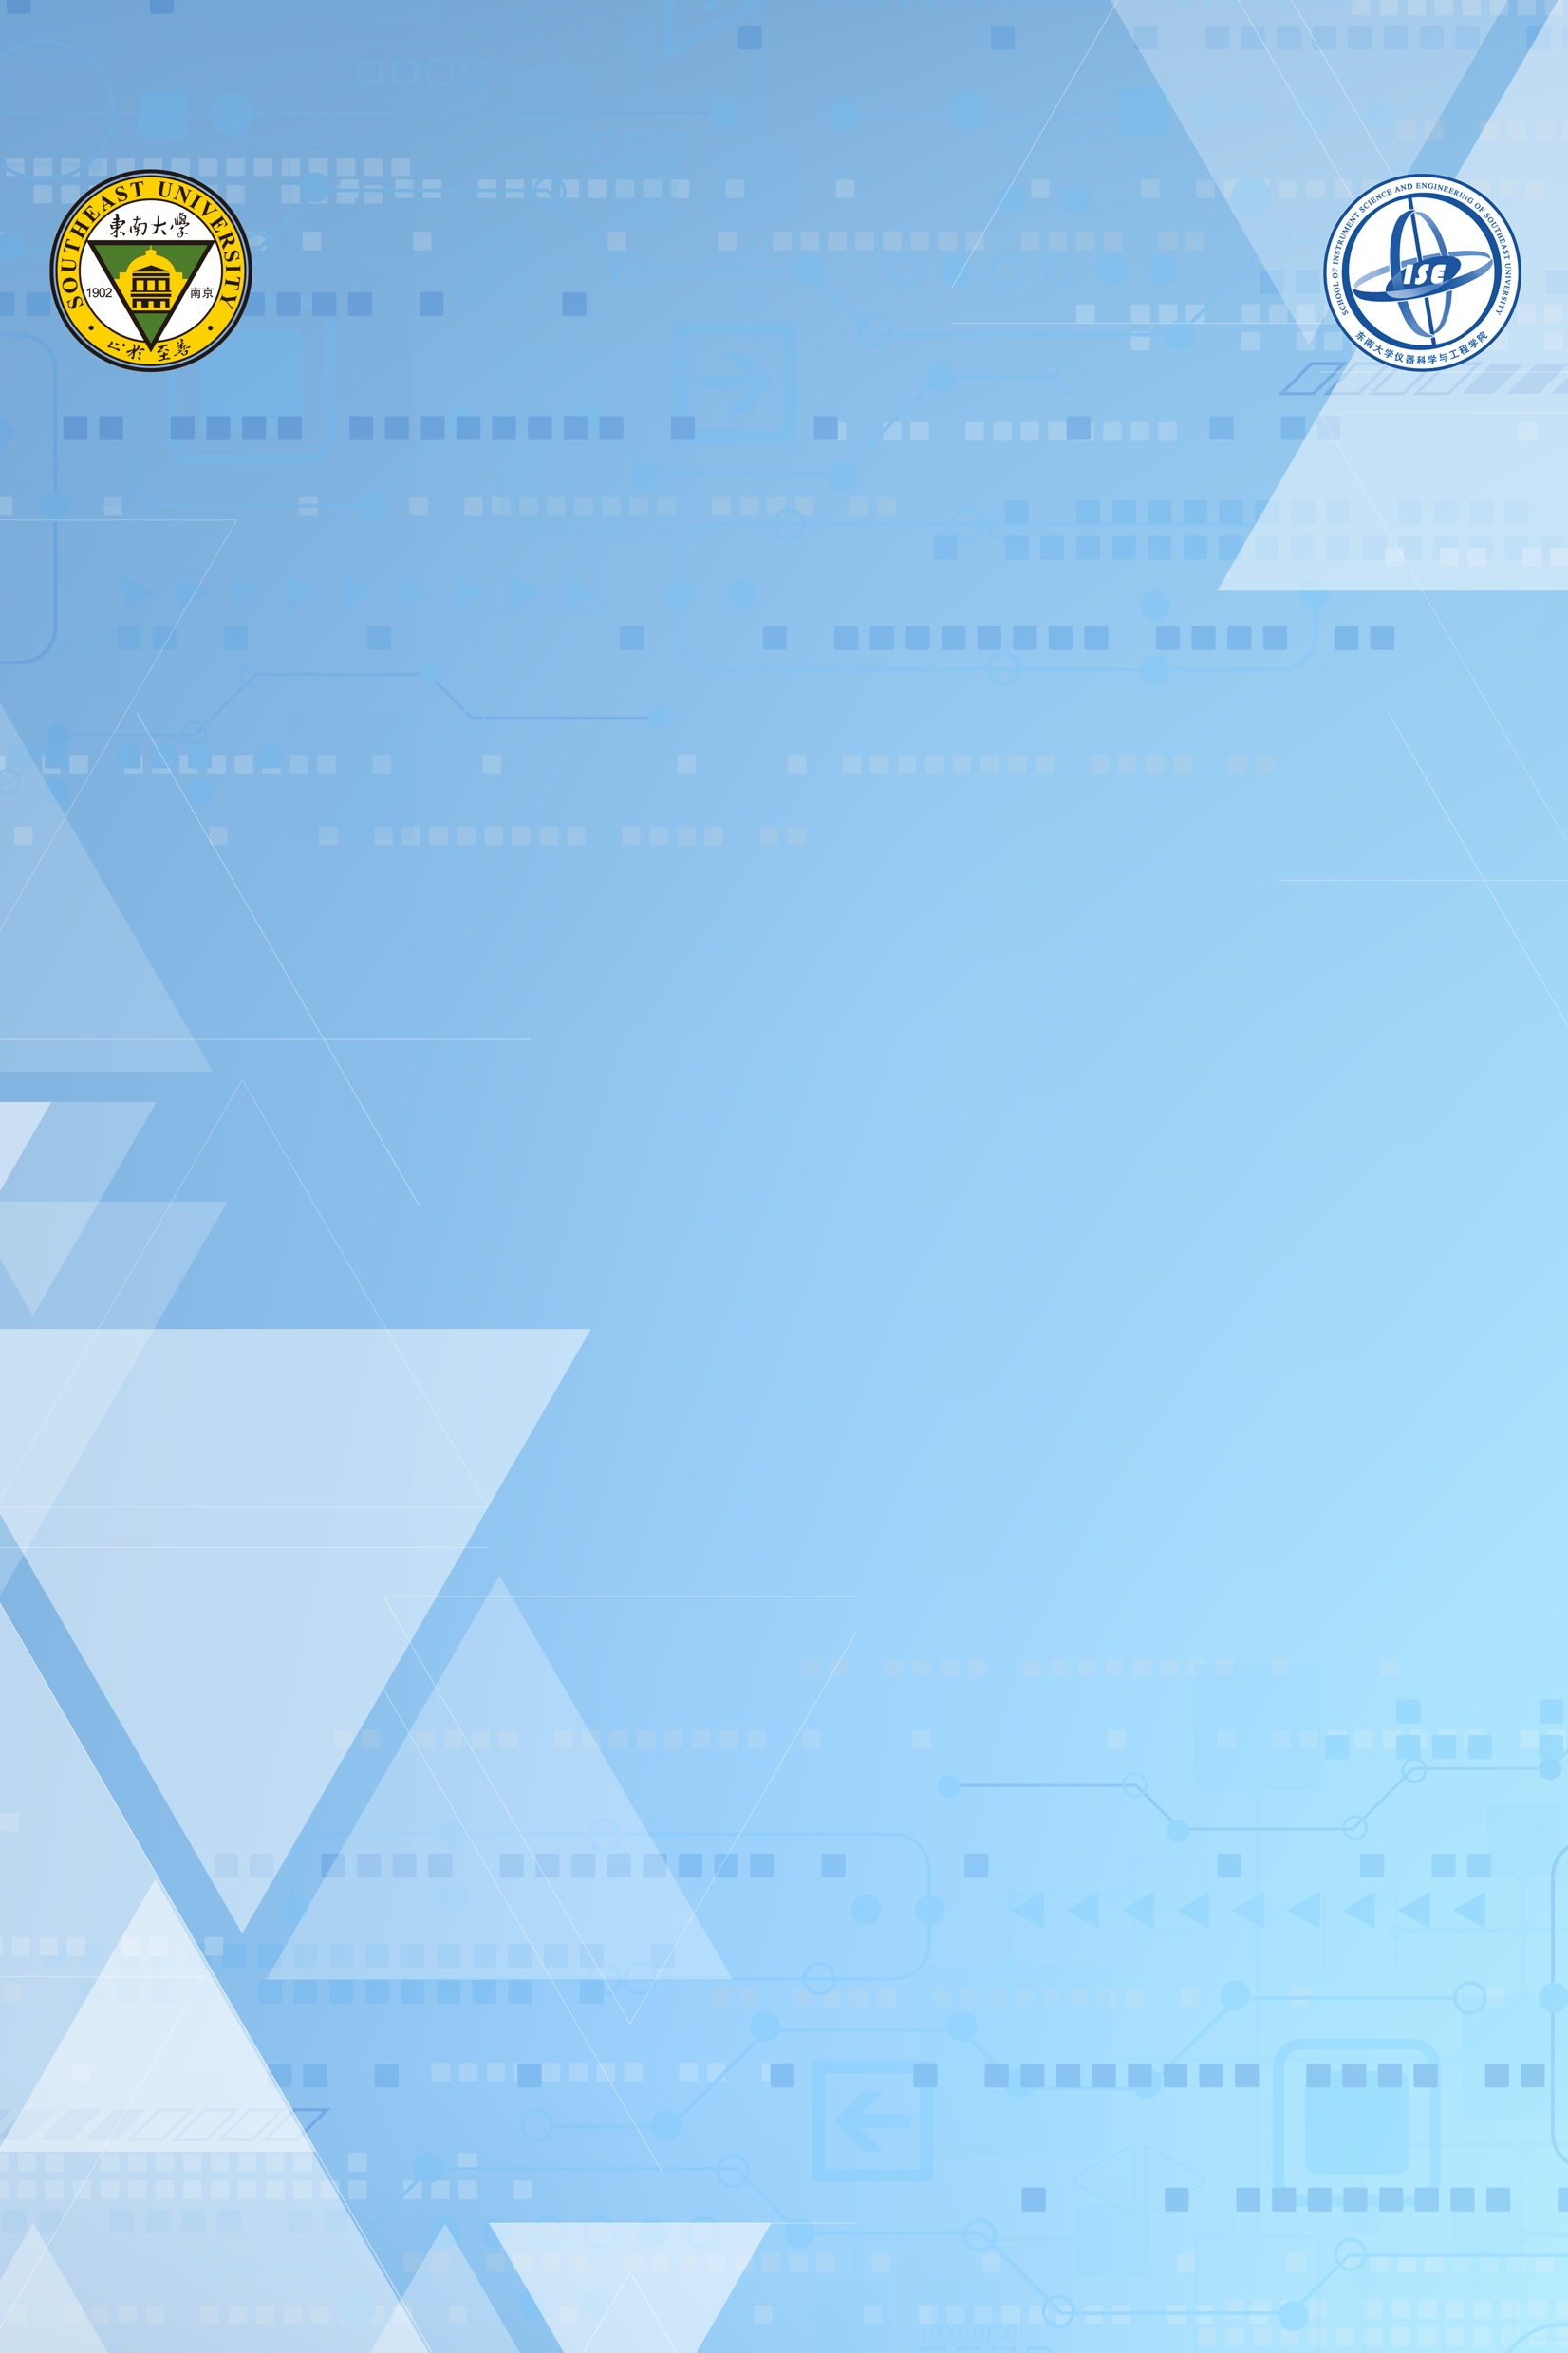 SOUTHEAST UNIVERSITY
東南大學
1902
南京
止於至善
SCHOOL OF INSTRUMENT SCIENCE AND ENGINEERING OF SOUTHEAST UNIVERSITY
ISE
东南大学仪器科学与工程学院